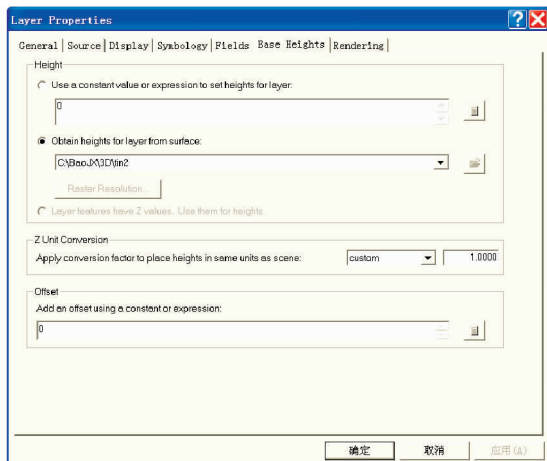 Layer Properties
General Source Display Symbology Fields Base Heights Rendering
Height
Use a constant value or expression to set heights for layer:
0
Obtain heights for layer from surface:
C:\BaoJX\3D\tin2
Raster Resolution...
Layer features have Z values. Use them for heights.
Z Unit Conversion
Apply conversion factor to place heights in same units as scene: custom 1.0000
Offset
Add an offset using a constant or expression:
0
确定 取消 应用(A)